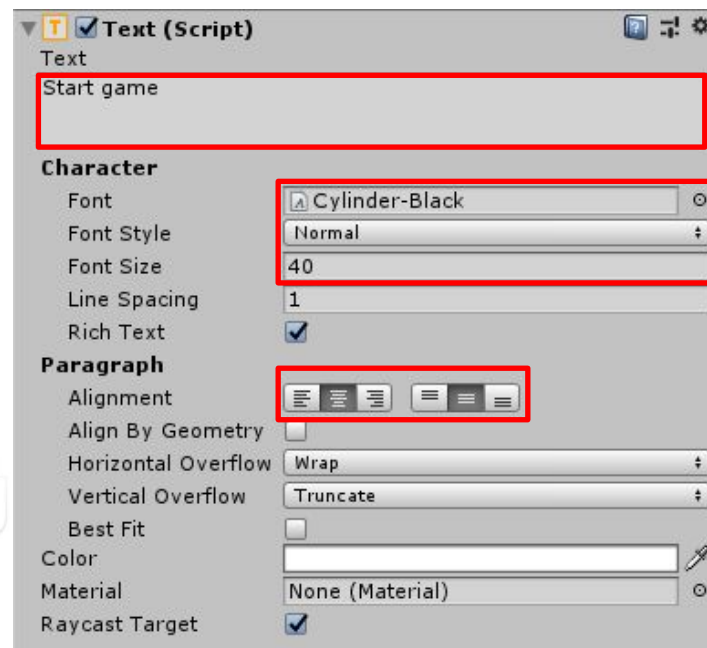 Text (Script)
Text
Start game
Character
Font Cylinder-Black
Font Style Normal
Font Size 40
Line Spacing 1
Rich Text
Paragraph
Alignment
Align By Geometry
Horizontal Overflow Wrap
Vertical Overflow Truncate
Best Fit
Color
Material None (Material)
Raycast Target